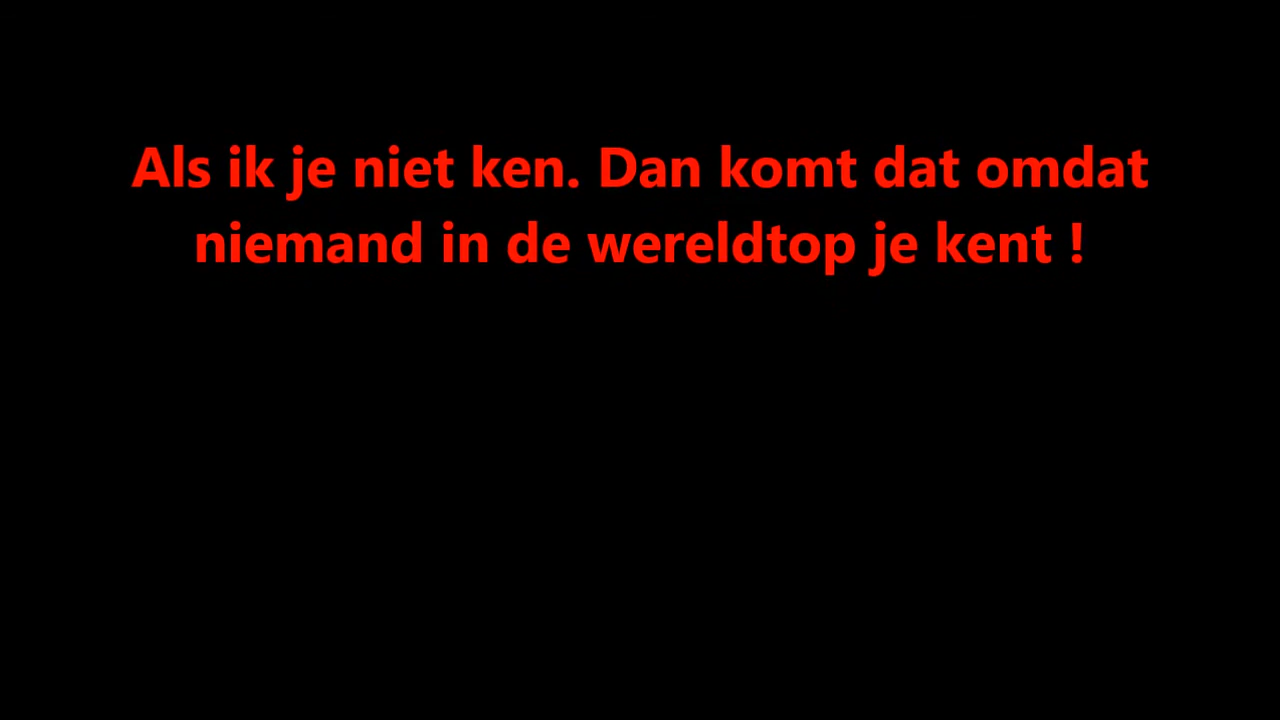 Als ik je niet ken. Dan komt dat omdat
niemand in de wereldtop je kent !